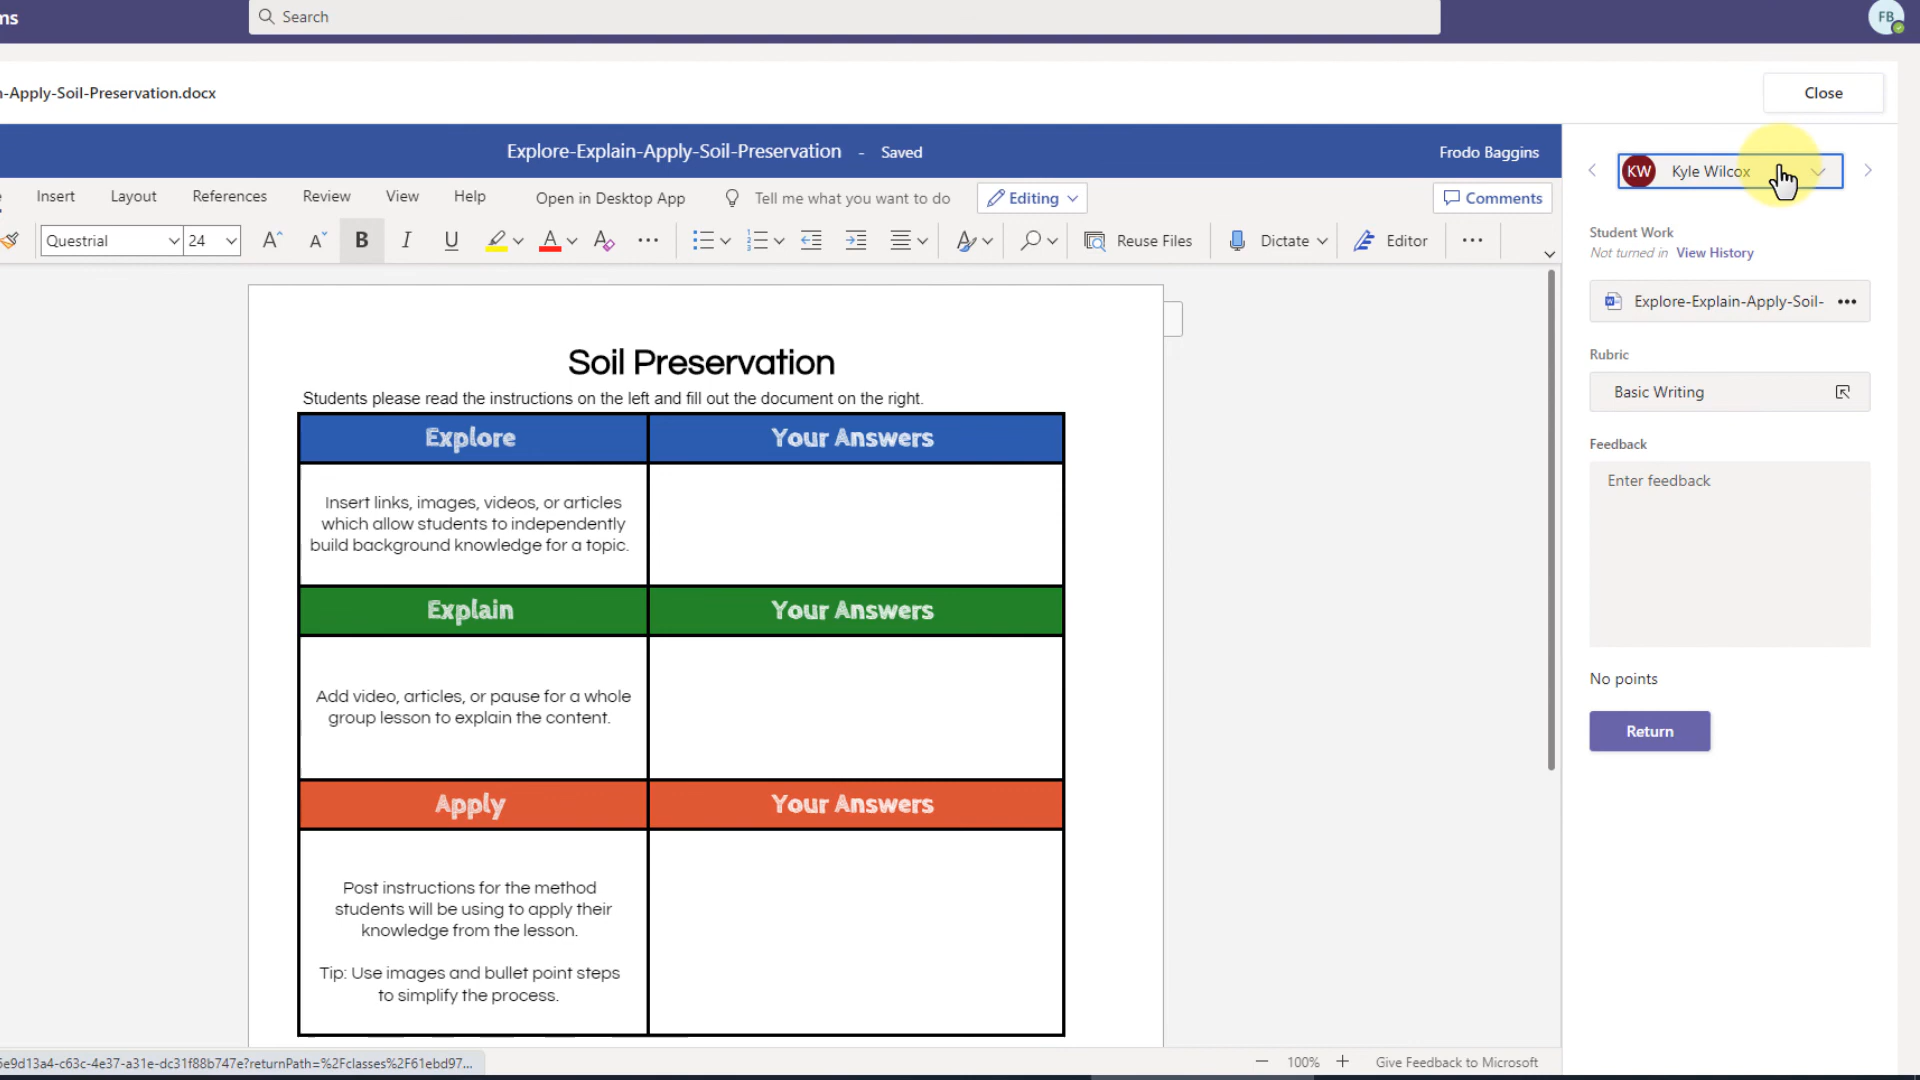 ms
Search
FB
-Apply-Soil-Preservation.docx
Close
Explore-Explain-Apply-Soil-Preservation - Saved
Frodo Baggins
KW Kyle Wilcox
Insert Layout References Review View Help Open in Desktop App Tell me what you want to do Editing Comments
Questrial 24 B I U A Reuse Files Dictate Editor
Student Work
Not turned in View History
Explore-Explain-Apply-Soil-
Rubric
Basic Writing
Feedback
Enter feedback
No points
Return
Soil Preservation
Students please read the instructions on the left and fill out the document on the right.
Explore Your Answers
Insert links, images, videos, or articles
which allow students to independently
build background knowledge for a topic.
Explain Your Answers
Add video, articles, or pause for a whole
group lesson to explain the content.
Apply Your Answers
Post instructions for the method
students will be using to apply their
knowledge from the lesson.
Tip: Use images and bullet point steps
to simplify the process.
5e9d13a4-c63c-4e37-a31e-dc31f88b747e?returnPath=%2Fclasses%2F61ebd97...
100% Give Feedback to Microsoft